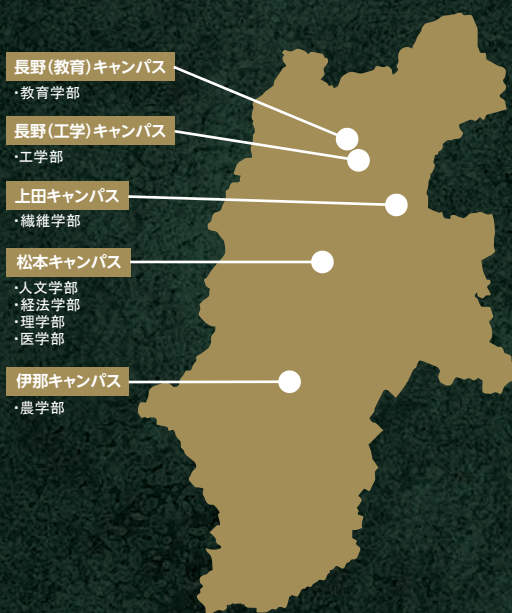 長野（教育）キャンパス
・教育学部
長野（工学）キャンパス
・工学部
上田キャンパス
・繊維学部
松本キャンパス
・人文学部
・経法学部
・理学部
・医学部
伊那キャンパス
・農学部